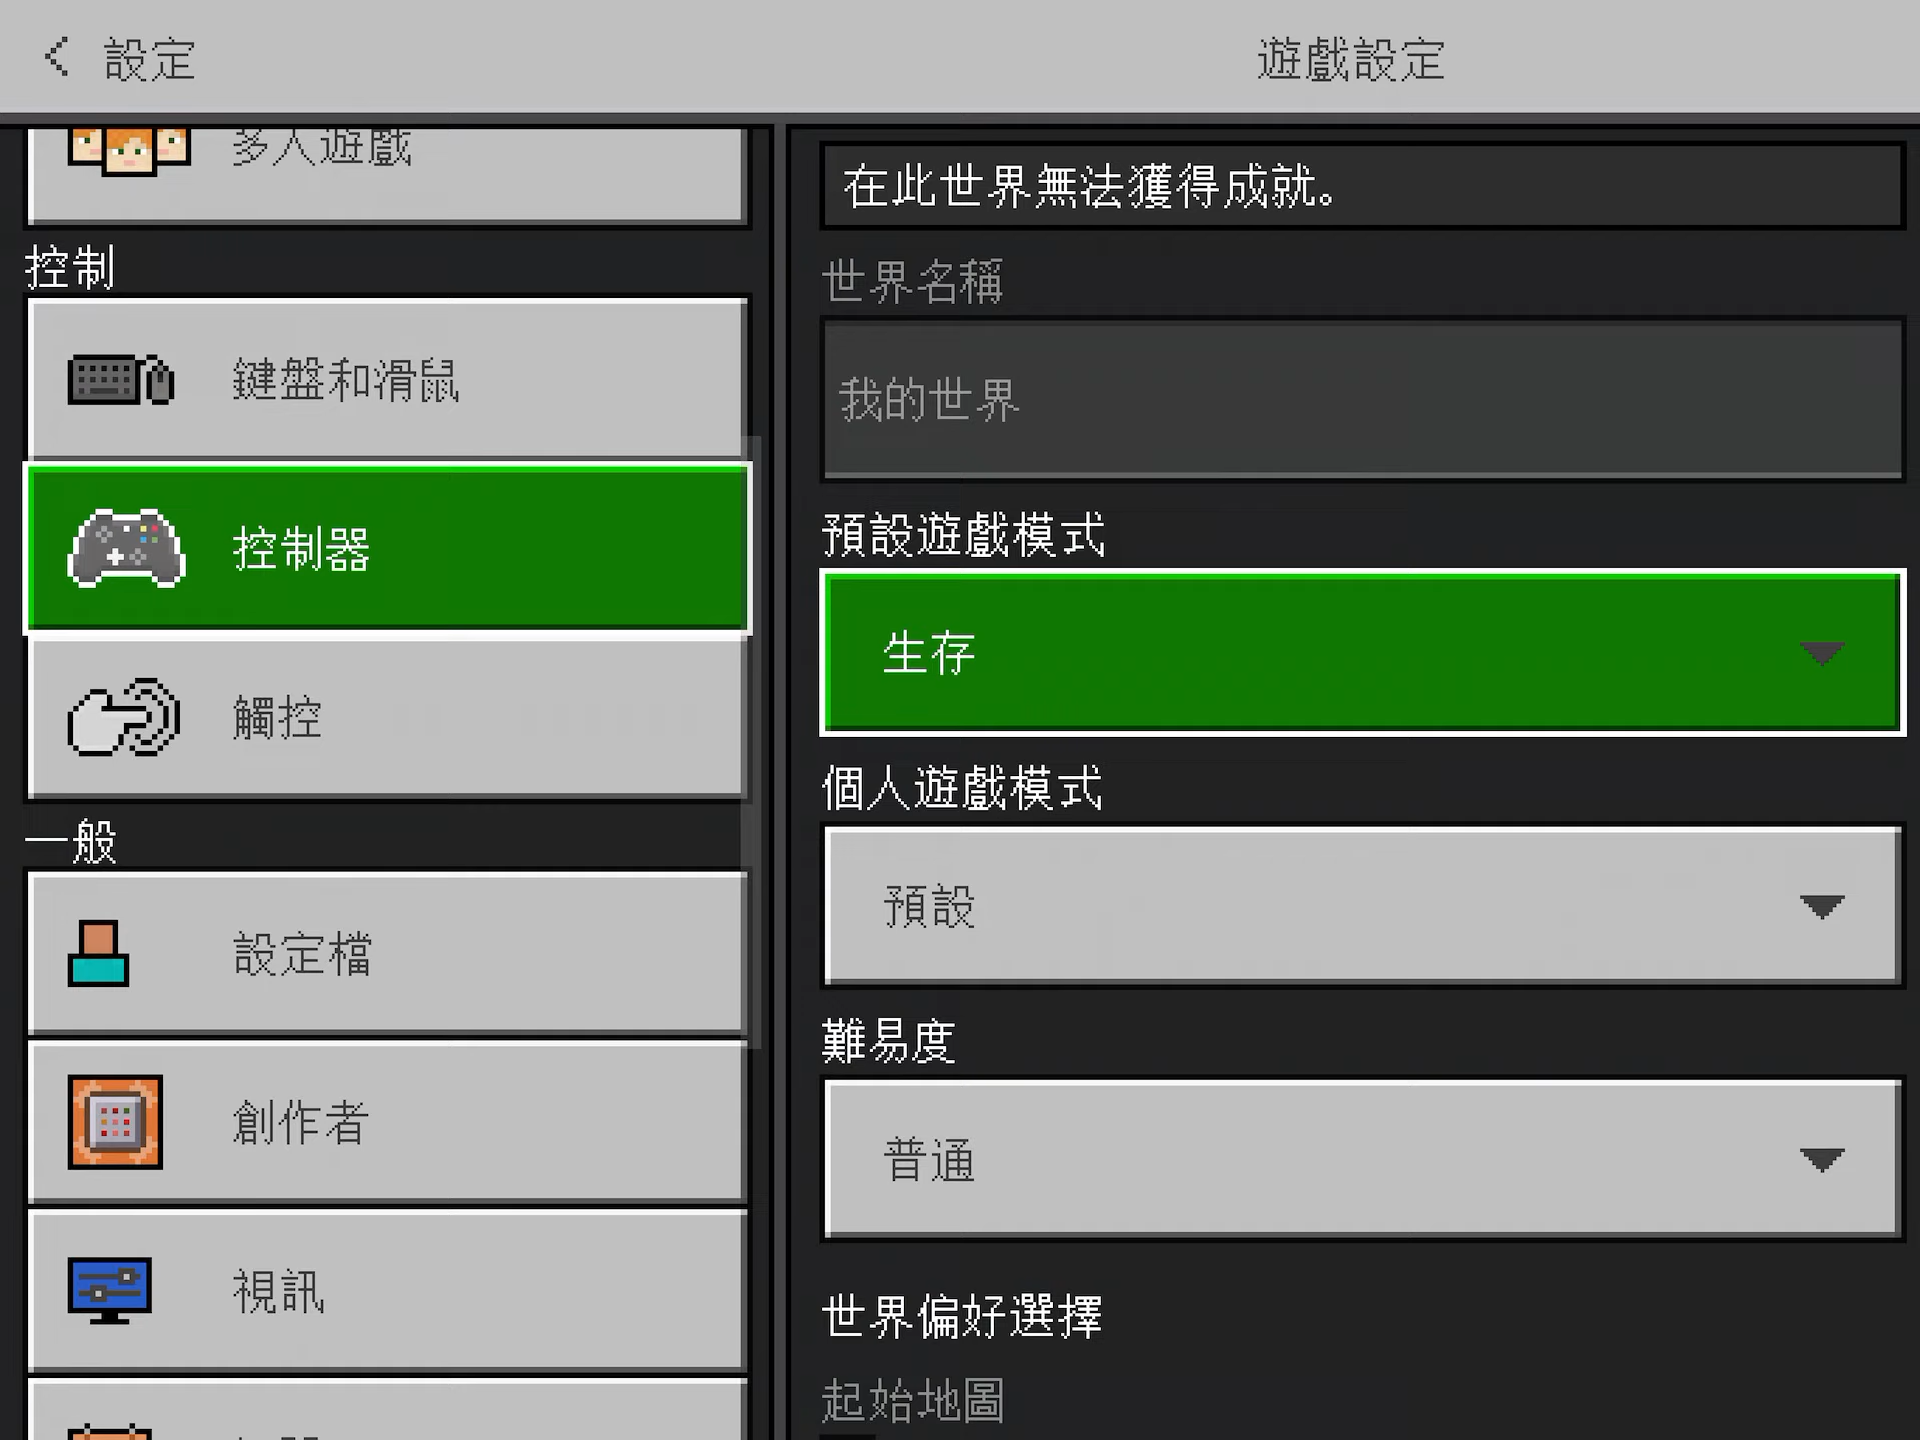 設定
遊戲設定
多人遊戲
控制
鍵盤和滑鼠
控制器
觸控
一般
設定檔
創作者
視訊
在此世界無法獲得成就。
世界名稱
我的世界
預設遊戲模式
生存
個人遊戲模式
預設
難易度
普通
世界偏好選擇
起始地圖